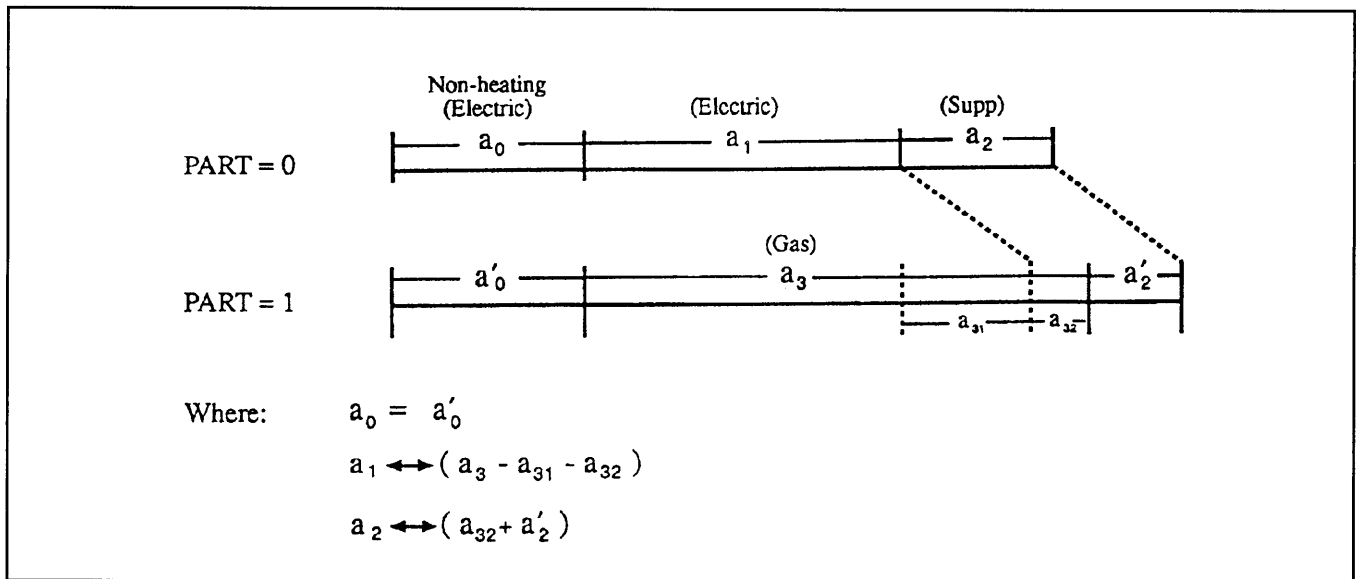 Non-heating
(Electric) (Electric) (Supp)
PART = 0 a₀ a₁ a₂
(Gas)
PART = 1 a′₀ a₃ a′₂
a₃₁ a₃₂
Where: a₀ = a′₀
a₁ ↔ ( a₃ - a₃₁ - a₃₂ )
a₂ ↔ ( a₃₂ + a′₂ )